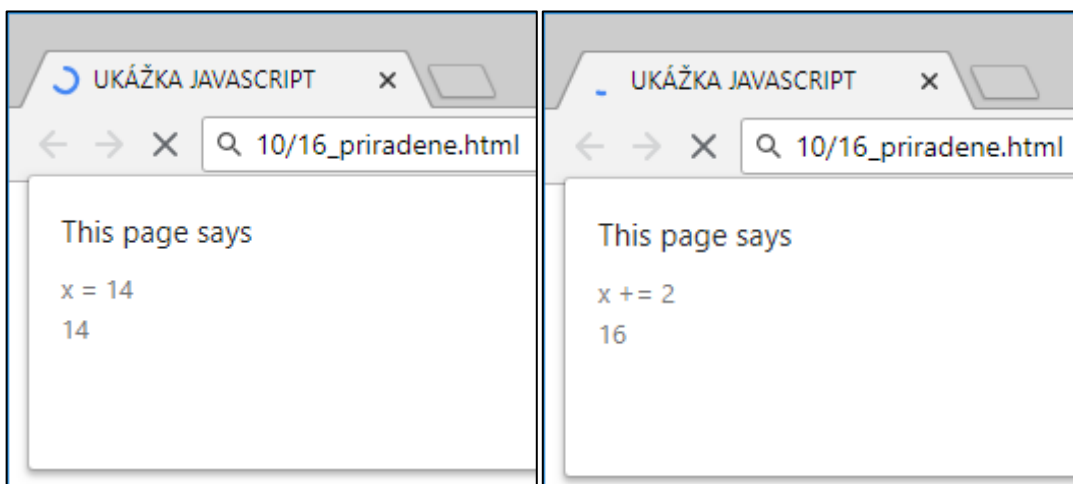 UKÁŽKA JAVASCRIPT
10/16_priradene.html
This page says
x = 14
14
UKÁŽKA JAVASCRIPT
10/16_priradene.html
This page says
x += 2
16